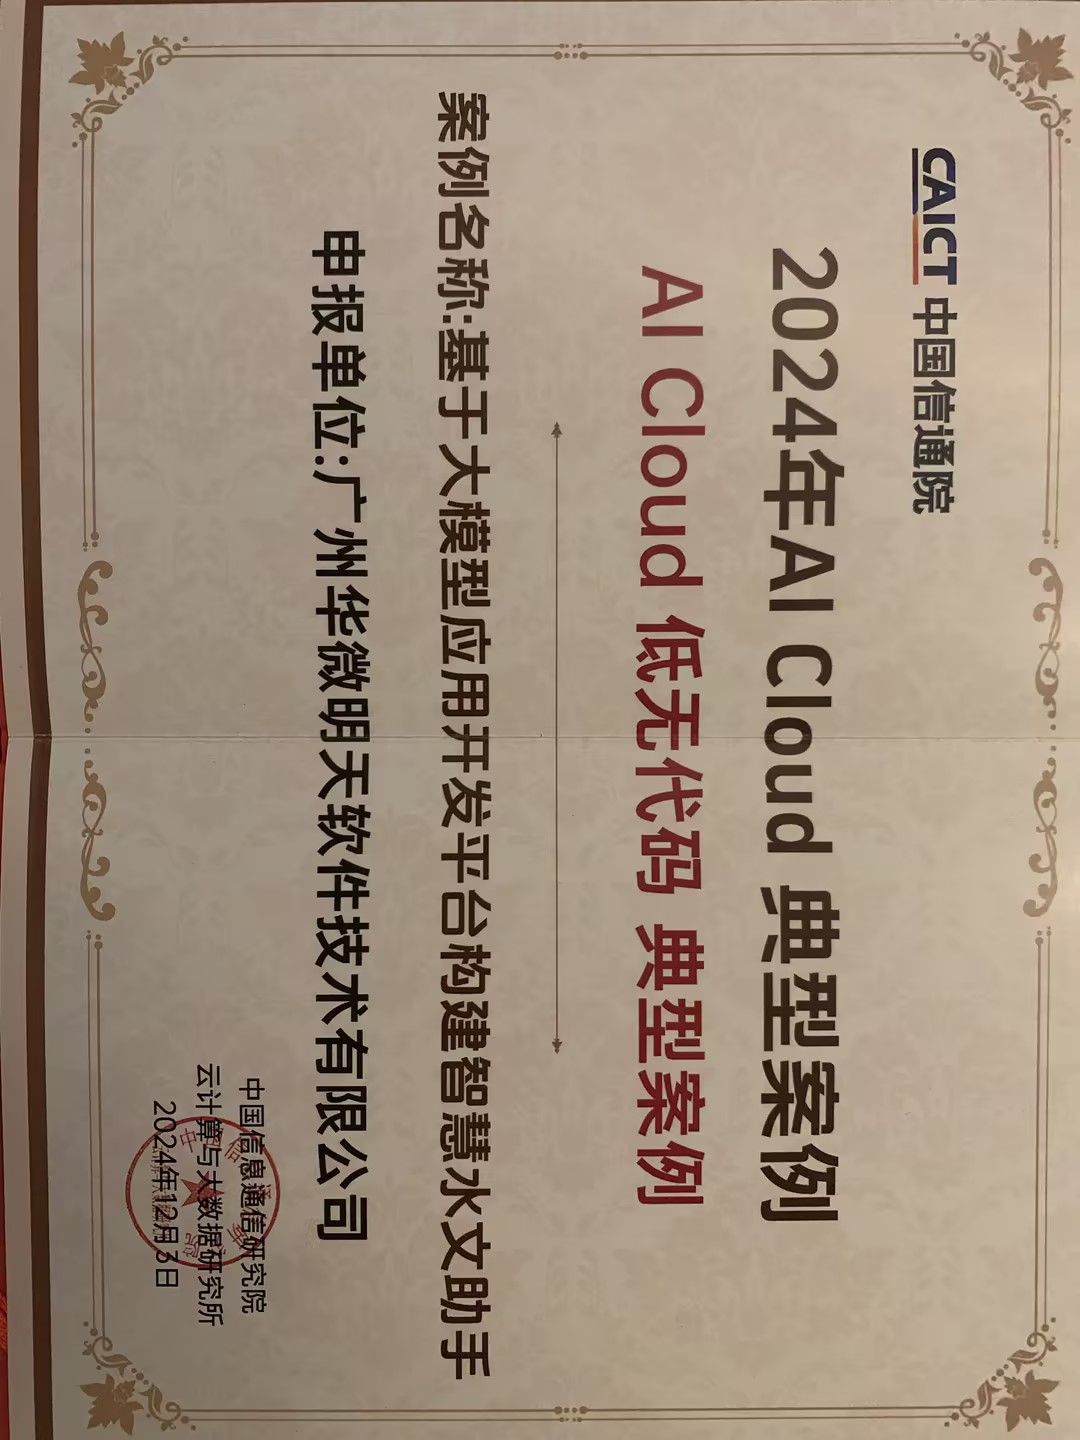 CAICT 中国信通院
2024年AI Cloud 典型案例
AI Cloud 低无代码 典型案例
案例名称:基于大模型应用开发平台构建智慧水文助手
申报单位:广州华微明天软件技术有限公司
中国信息通信研究院
云计算与大数据研究所
2024年12月3日